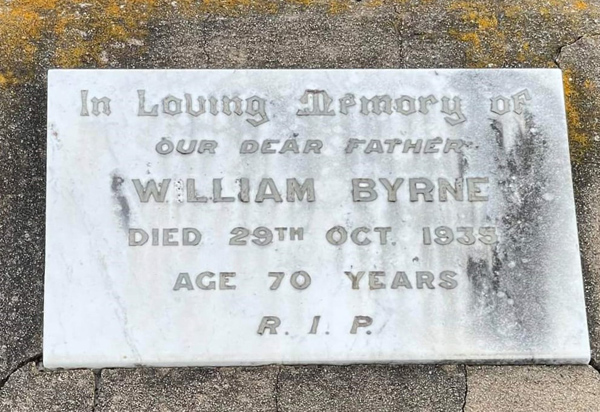 In Loving Memory of
OUR DEAR FATHER
WILLIAM BYRNE
DIED 29TH OCT. 1935
AGE 70 YEARS
R. I. P.